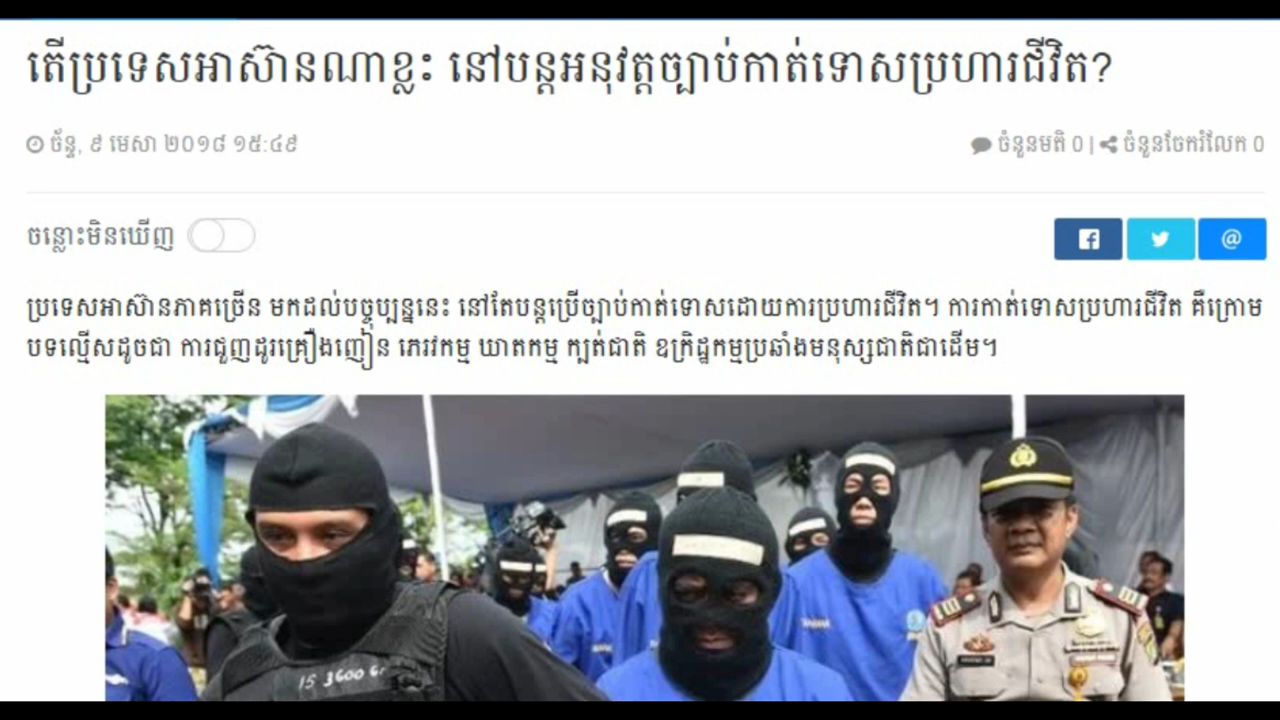 តើប្រទេសអាស៊ានណាខ្លះ នៅបន្តអនុវត្តច្បាប់កាត់ទោសប្រហារជីវិត?
ច័ន្ទ, ៩ មេសា ២០១៨ ១៥:៤៩
ចំនួនមតិ 0 | ចំនួនចែករំលែក 0
ចន្លោះមិនឃើញ
ប្រទេសអាស៊ានភាគច្រើន មកដល់បច្ចុប្បន្ននេះ នៅតែបន្តប្រើច្បាប់កាត់ទោសដោយការប្រហារជីវិត។ ការកាត់ទោសប្រហារជីវិត គឺក្រោម
បទល្មើសដូចជា ការជួញដូរគ្រឿងញៀន ភេរវកម្ម ឃាតកម្ម ក្បត់ជាតិ ឧក្រិដ្ឋកម្មប្រឆាំងមនុស្សជាតិជាដើម។